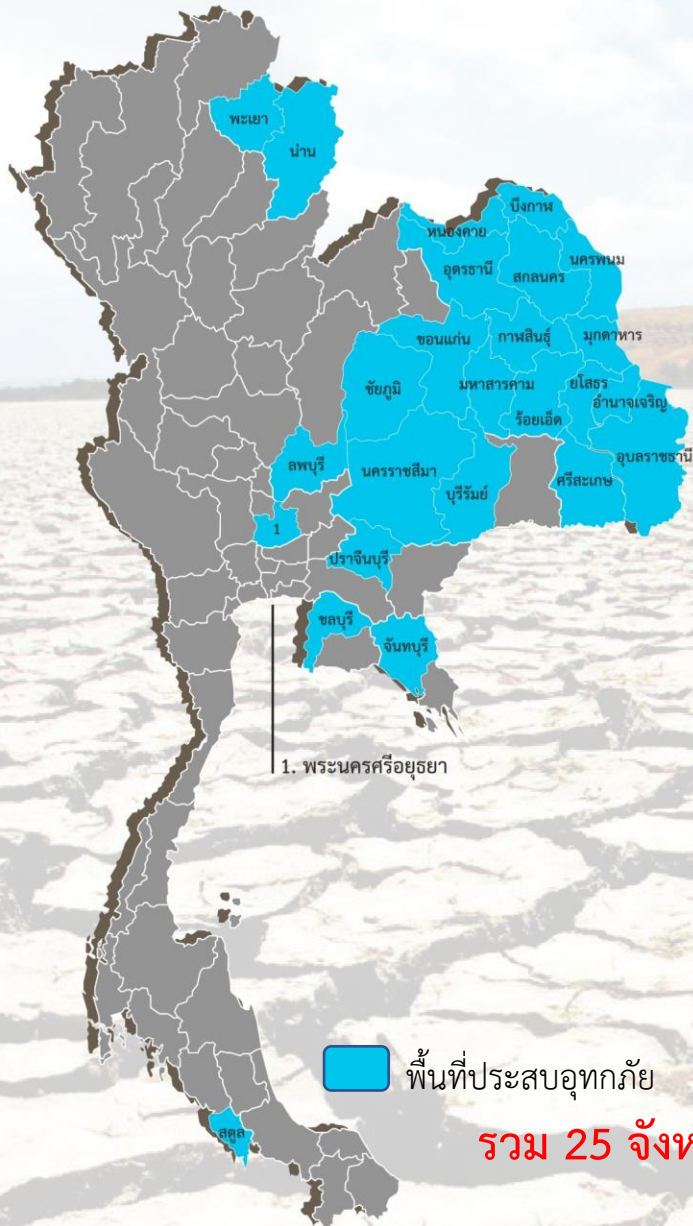 พะเยา
น่าน
บึงกาฬ
หนองคาย
นครพนม
อุดรธานี
สกลนคร
ขอนแก่น
กาฬสินธุ์
มุกดาหาร
ชัยภูมิ
มหาสารคาม
ยโสธร
อำนาจเจริญ
ร้อยเอ็ด
อุบลราชธานี
ลพบุรี
นครราชสีมา
ศรีสะเกษ
บุรีรัมย์
1
ปราจีนบุรี
ชลบุรี
จันทบุรี
1. พระนครศรีอยุธยา
พื้นที่ประสบอุทกภัย
รวม 25 จังห
สตูล